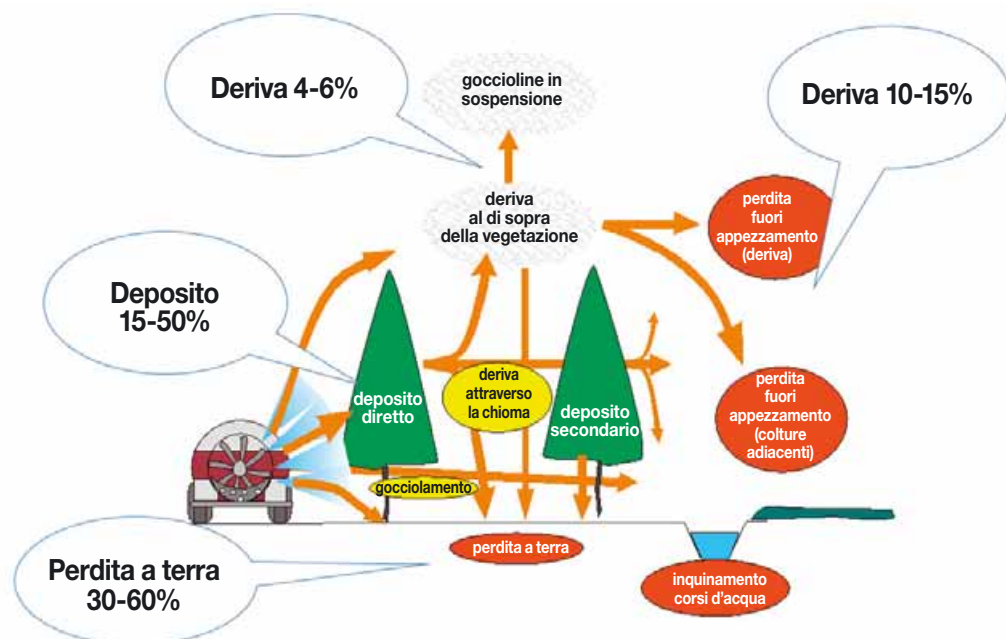 Deriva 4-6%
goccioline in
sospensione
Deriva 10-15%
deriva
al di sopra
della vegetazione
perdita
fuori
appezzamento
(deriva)
Deposito
15-50%
deposito
diretto
deriva
attraverso
la chioma
deposito
secondario
perdita
fuori
appezzamento
(colture
adiacenti)
gocciolamento
perdita a terra
Perdita a terra
30-60%
inquinamento
corsi d'acqua